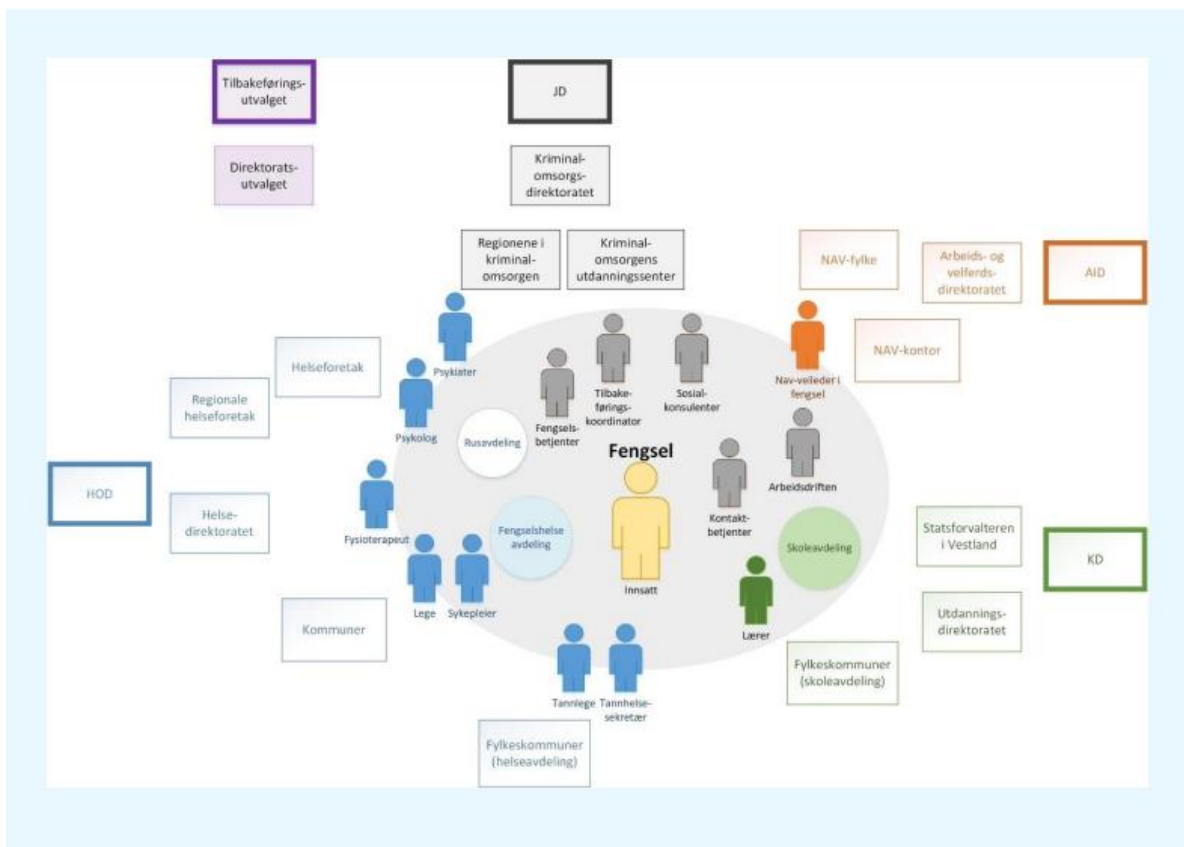 Tilbakeførings-
utvalget
JD
Direktorats-
utvalget
Kriminal-
omsorgs-
direktoratet
Regionene i
kriminal-
omsorgen
Kriminal-
omsorgens
utdanningssenter
NAV-fylke
Arbeids- og
velferds-
direktoratet
AID
NAV-kontor
Helseforetak
Psykiater
Regionale
helseforetak
Psykolog
Rusavdeling
Fengsels-
betjenter
Tilbake-
førings-
koordinator
Sosial-
konsulenter
Nav-veileder i
fengsel
Fengsel
Arbeidsdriften
HOD
Helse-
direktoratet
Fysioterapeut
Fengselshelse
avdeling
Kontakt-
betjenter
Skoleavdeling
Statsforvalteren
i Vestland
KD
Innsatt
Lege
Sykepleier
Lærer
Utdannings-
direktoratet
Kommuner
Fylkeskommuner
(skoleavdeling)
Tannlege
Tannhelse-
sekretær
Fylkeskommuner
(helseavdeling)